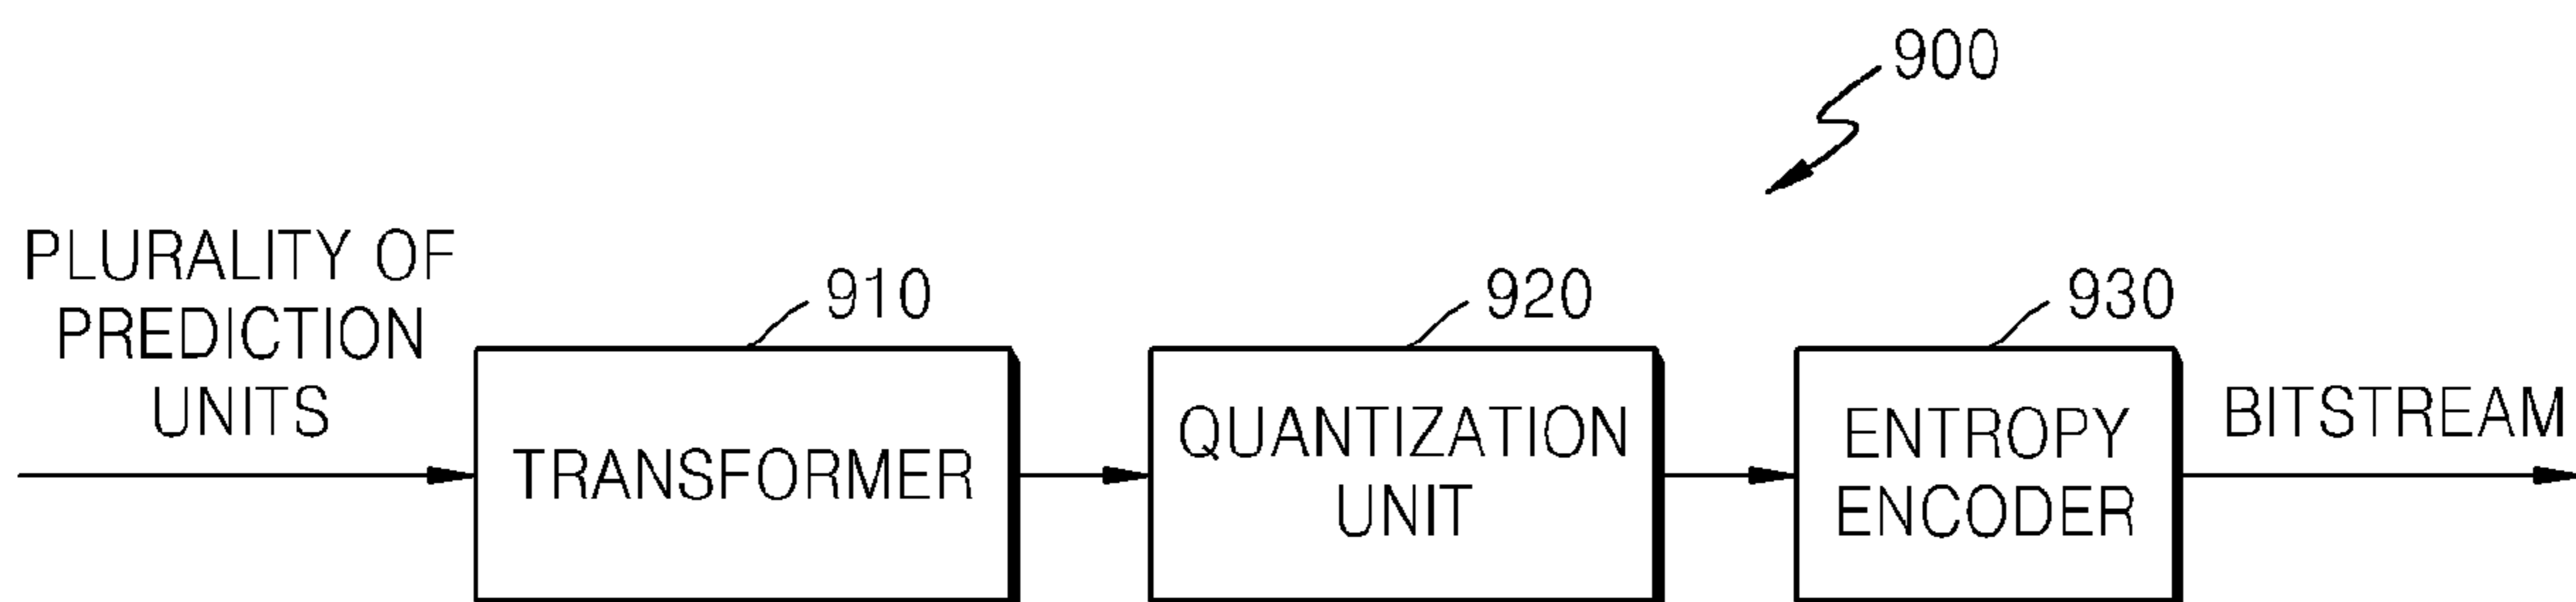 900
PLURALITY OF
PREDICTION
UNITS
910
920
930
TRANSFORMER
QUANTIZATION
UNIT
ENTROPY
ENCODER
BITSTREAM